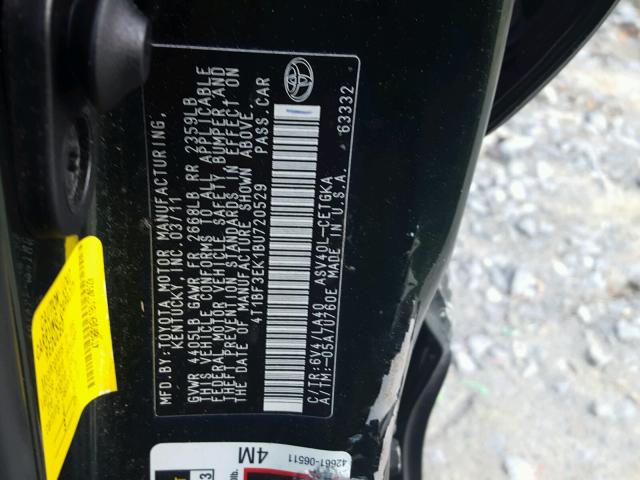 MFD. BY: TOYOTA MOTOR MANUFACTURING,
KENTUCKY, INC. 03/11
GVWR 4405LB GAWR FR 2668LB RR 2359LB
THIS VEHICLE CONFORMS TO ALL APPLICABLE
FEDERAL MOTOR VEHICLE SAFETY, BUMPER, AND
THEFT PREVENTION STANDARDS IN EFFECT ON
THE DATE OF MANUFACTURE SHOWN ABOVE.
4T1BF3EK1BU720529 PASS. CAR
63332
C/TR:6V4/LA40 ASV40L-CETGKA
A/TM:-05A/U760E MADE IN U.S.A.
4M
42661-06511